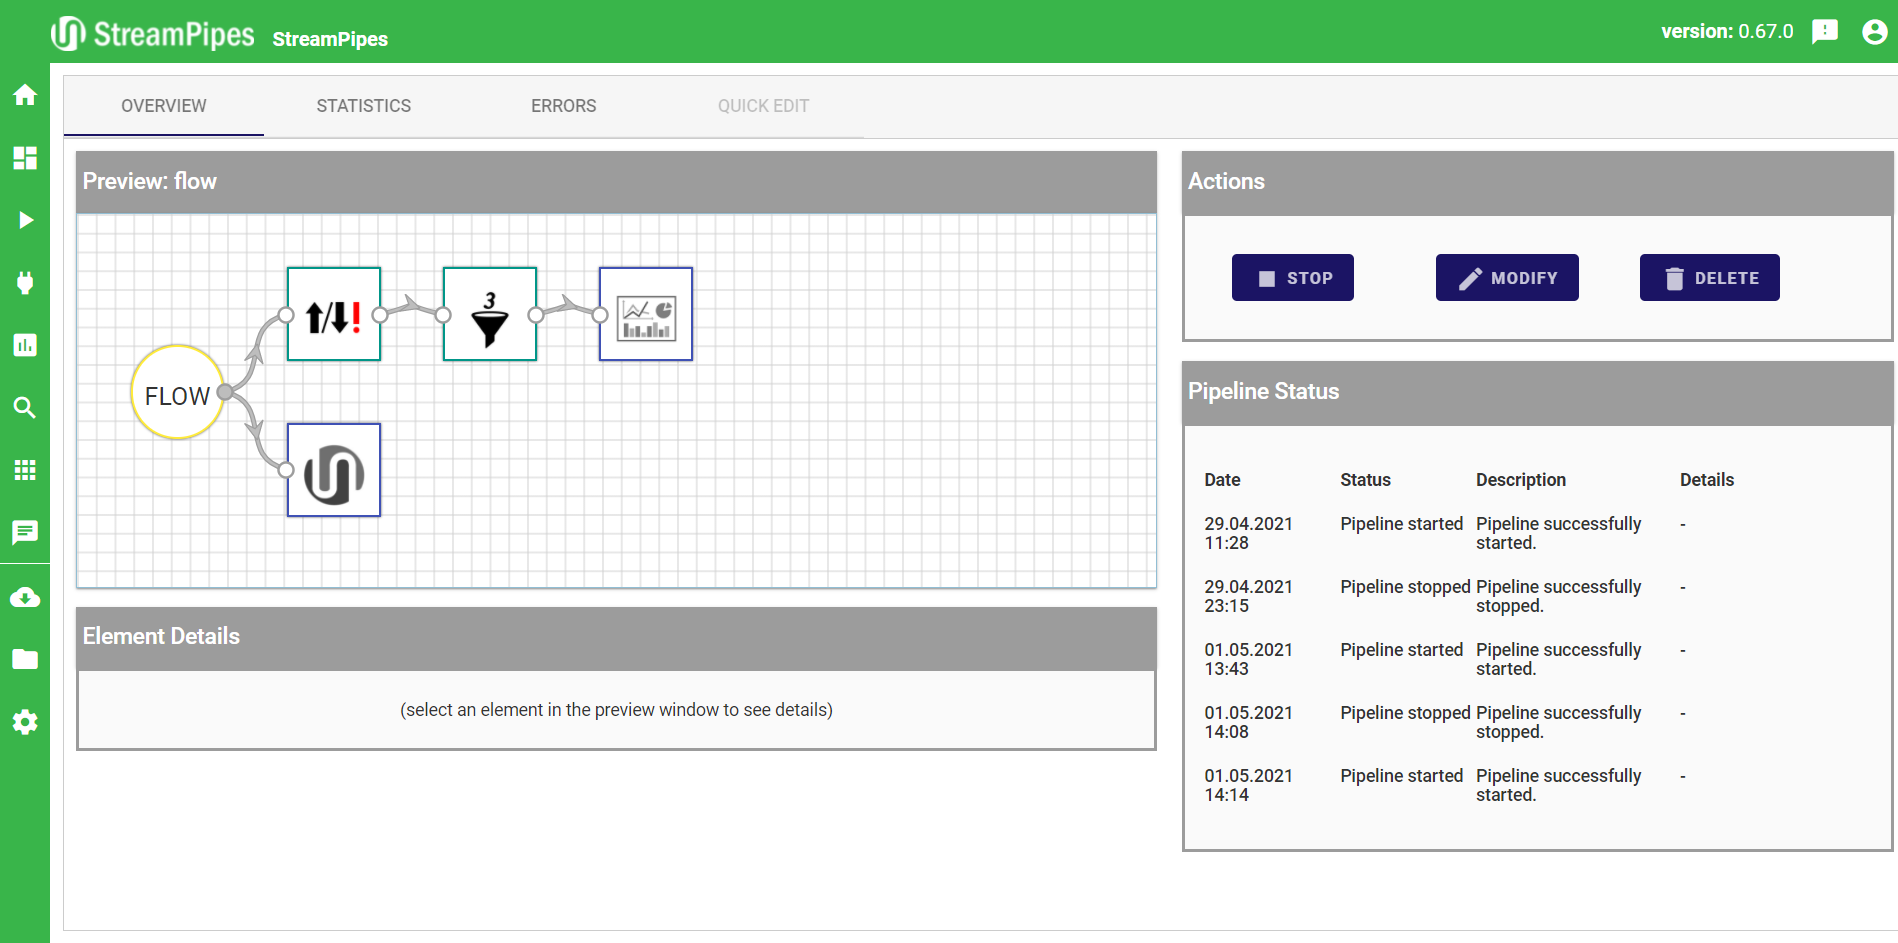 StreamPipes StreamPipes version: 0.67.0
OVERVIEW STATISTICS ERRORS QUICK EDIT
Preview: flow
FLOW
3
Element Details
(select an element in the preview window to see details)
Actions
STOP MODIFY DELETE
Pipeline Status
Date Status Description Details
29.04.2021 Pipeline started Pipeline successfully -
11:28 started.
29.04.2021 Pipeline stopped Pipeline successfully -
23:15 stopped.
01.05.2021 Pipeline started Pipeline successfully -
13:43 started.
01.05.2021 Pipeline stopped Pipeline successfully -
14:08 stopped.
01.05.2021 Pipeline started Pipeline successfully -
14:14 started.